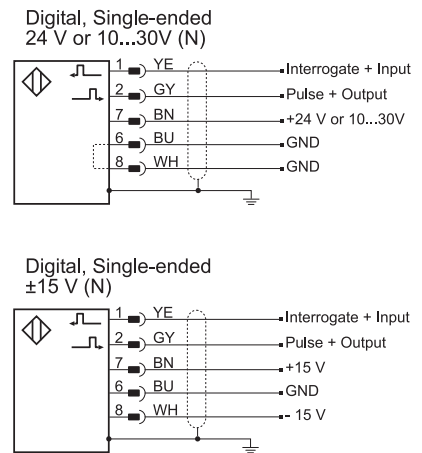 Digital, Single-ended
24 V or 10...30V (N)
1 YE Interrogate + Input
2 GY Pulse + Output
7 BN +24 V or 10...30V
6 BU GND
8 WH GND
Digital, Single-ended
±15 V (N)
1 YE Interrogate + Input
2 GY Pulse + Output
7 BN +15 V
6 BU GND
8 WH - 15 V